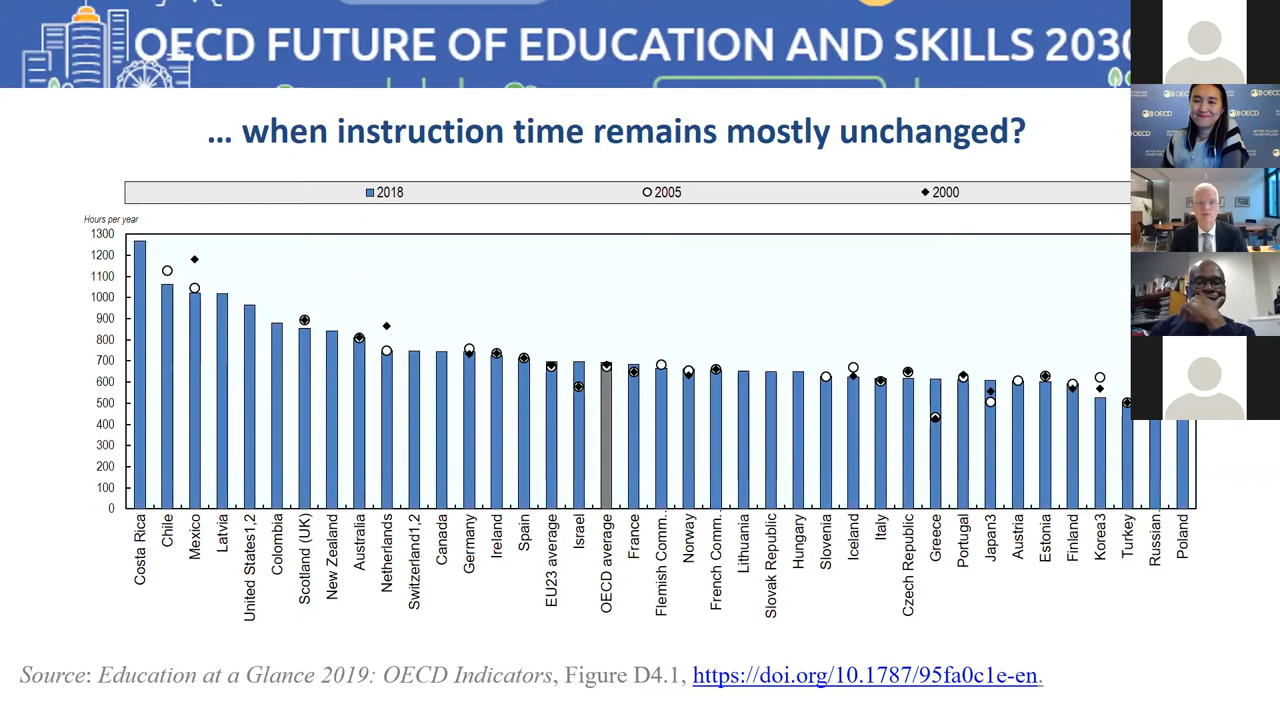 OECD FUTURE OF EDUCATION AND SKILLS 2030
… when instruction time remains mostly unchanged?
2018 2005 2000
Hours per year
1300
1200
1100
1000
900
800
700
600
500
400
300
200
100
0
Costa Rica
Chile
Mexico
Latvia
United States1,2
Colombia
Scotland (UK)
New Zealand
Australia
Netherlands
Switzerland1,2
Canada
Germany
Ireland
Spain
EU23 average
Israel
OECD average
France
Flemish Comm..
Norway
French Comm..
Lithuania
Slovak Republic
Hungary
Slovenia
Iceland
Italy
Czech Republic
Greece
Portugal
Japan3
Austria
Estonia
Finland
Korea3
Turkey
Russian..
Poland
Source: Education at a Glance 2019: OECD Indicators, Figure D4.1, https://doi.org/10.1787/95fa0c1e-en.
OECD
OECD
OECD
OECD